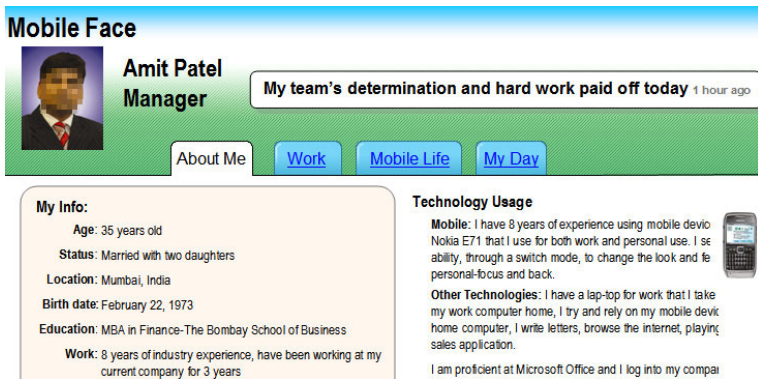 Mobile Face
Amit Patel
Manager
My team's determination and hard work paid off today 1 hour ago
About Me
Work
Mobile Life
My Day
My Info:
Age: 35 years old
Status: Married with two daughters
Location: Mumbai, India
Birth date: February 22, 1973
Education: MBA in Finance-The Bombay School of Business
Work: 8 years of industry experience, have been working at my
current company for 3 years
Technology Usage
Mobile: I have 8 years of experience using mobile devic
Nokia E71 that I use for both work and personal use. I se
ability, through a switch mode, to change the look and fe
personal-focus and back.
Other Technologies: I have a lap-top for work that I take
my work computer home, I try and rely on my mobile devic
home computer, I write letters, browse the internet, playing
sales application.
I am proficient at Microsoft Office and I log into my compar